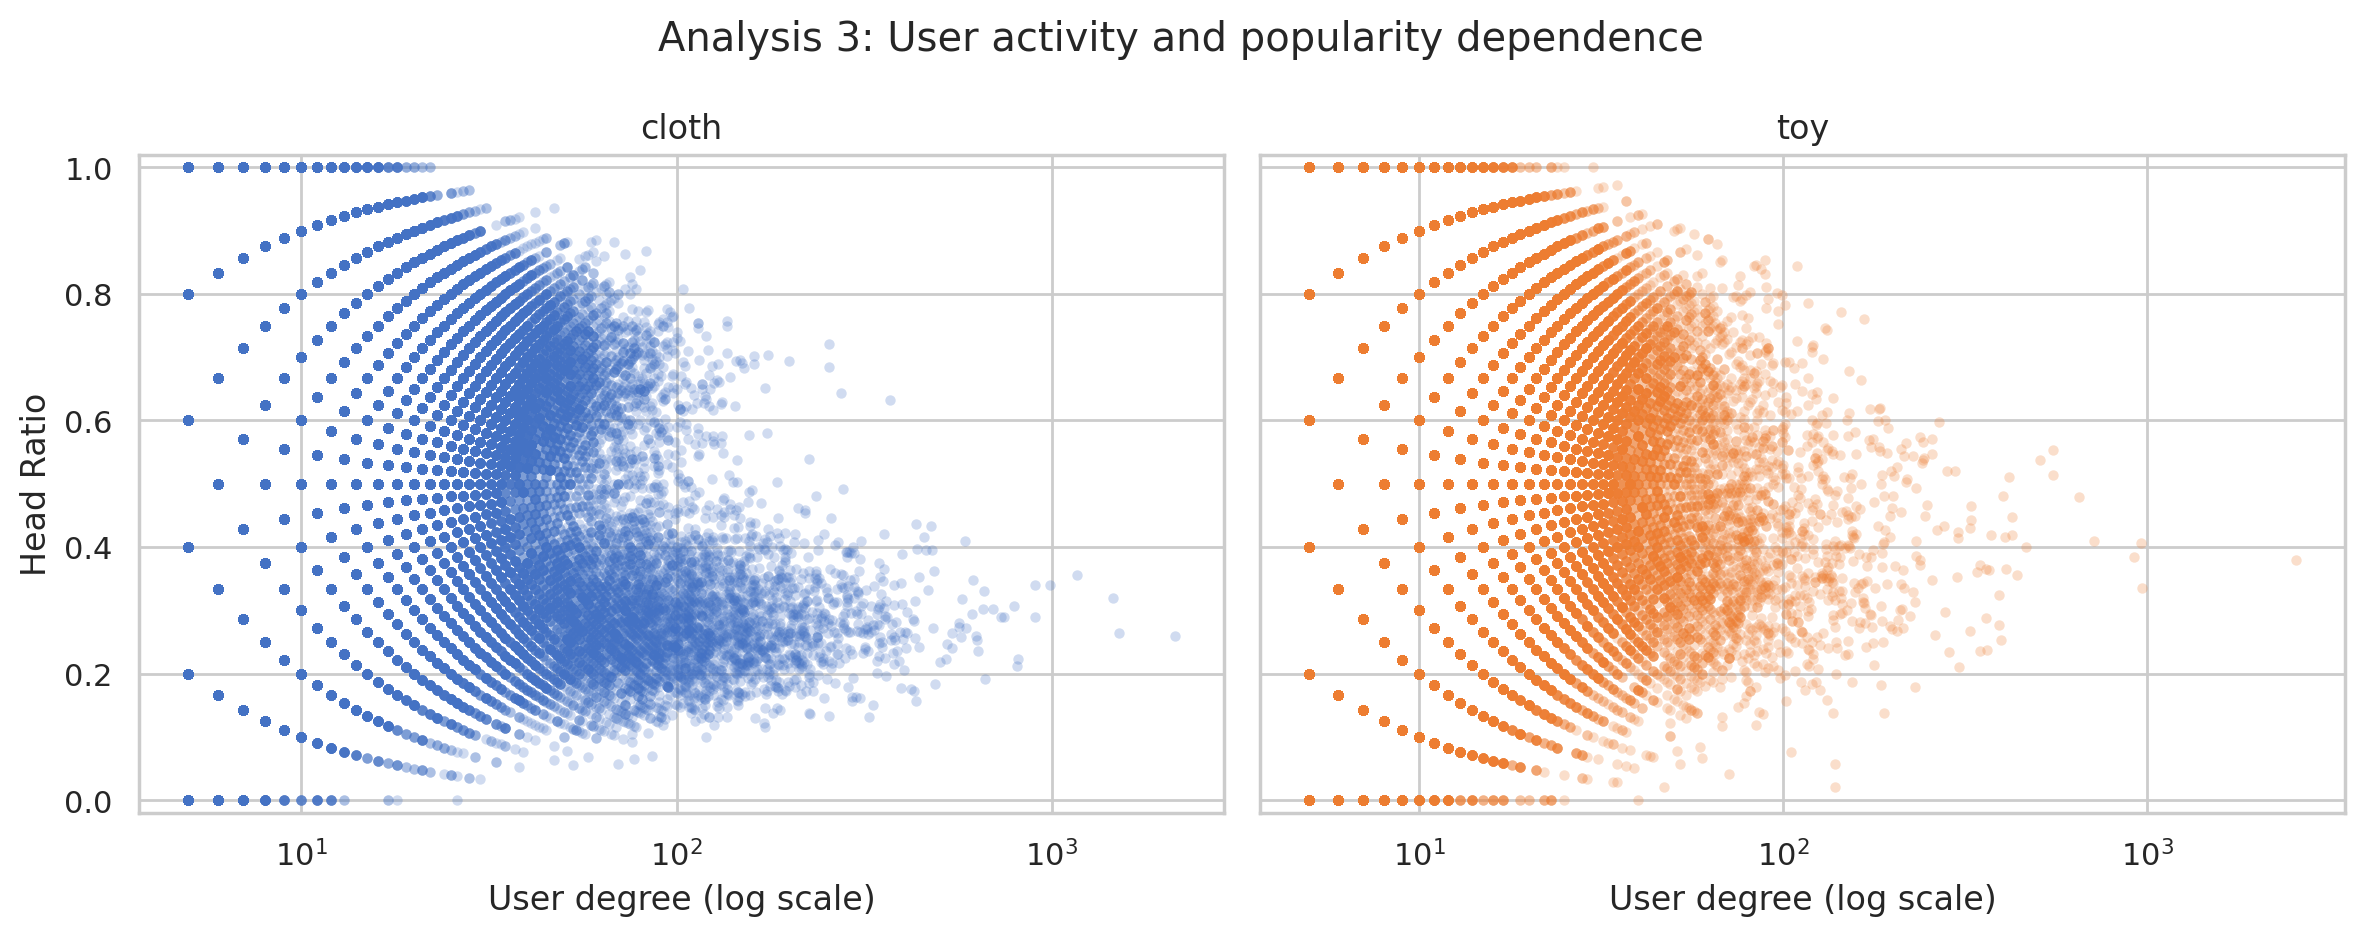 Analysis 3: User activity and popularity dependence
cloth
toy
Head Ratio
1.0
0.8
0.6
0.4
0.2
0.0
10¹ 10² 10³
10¹ 10² 10³
User degree (log scale)
User degree (log scale)